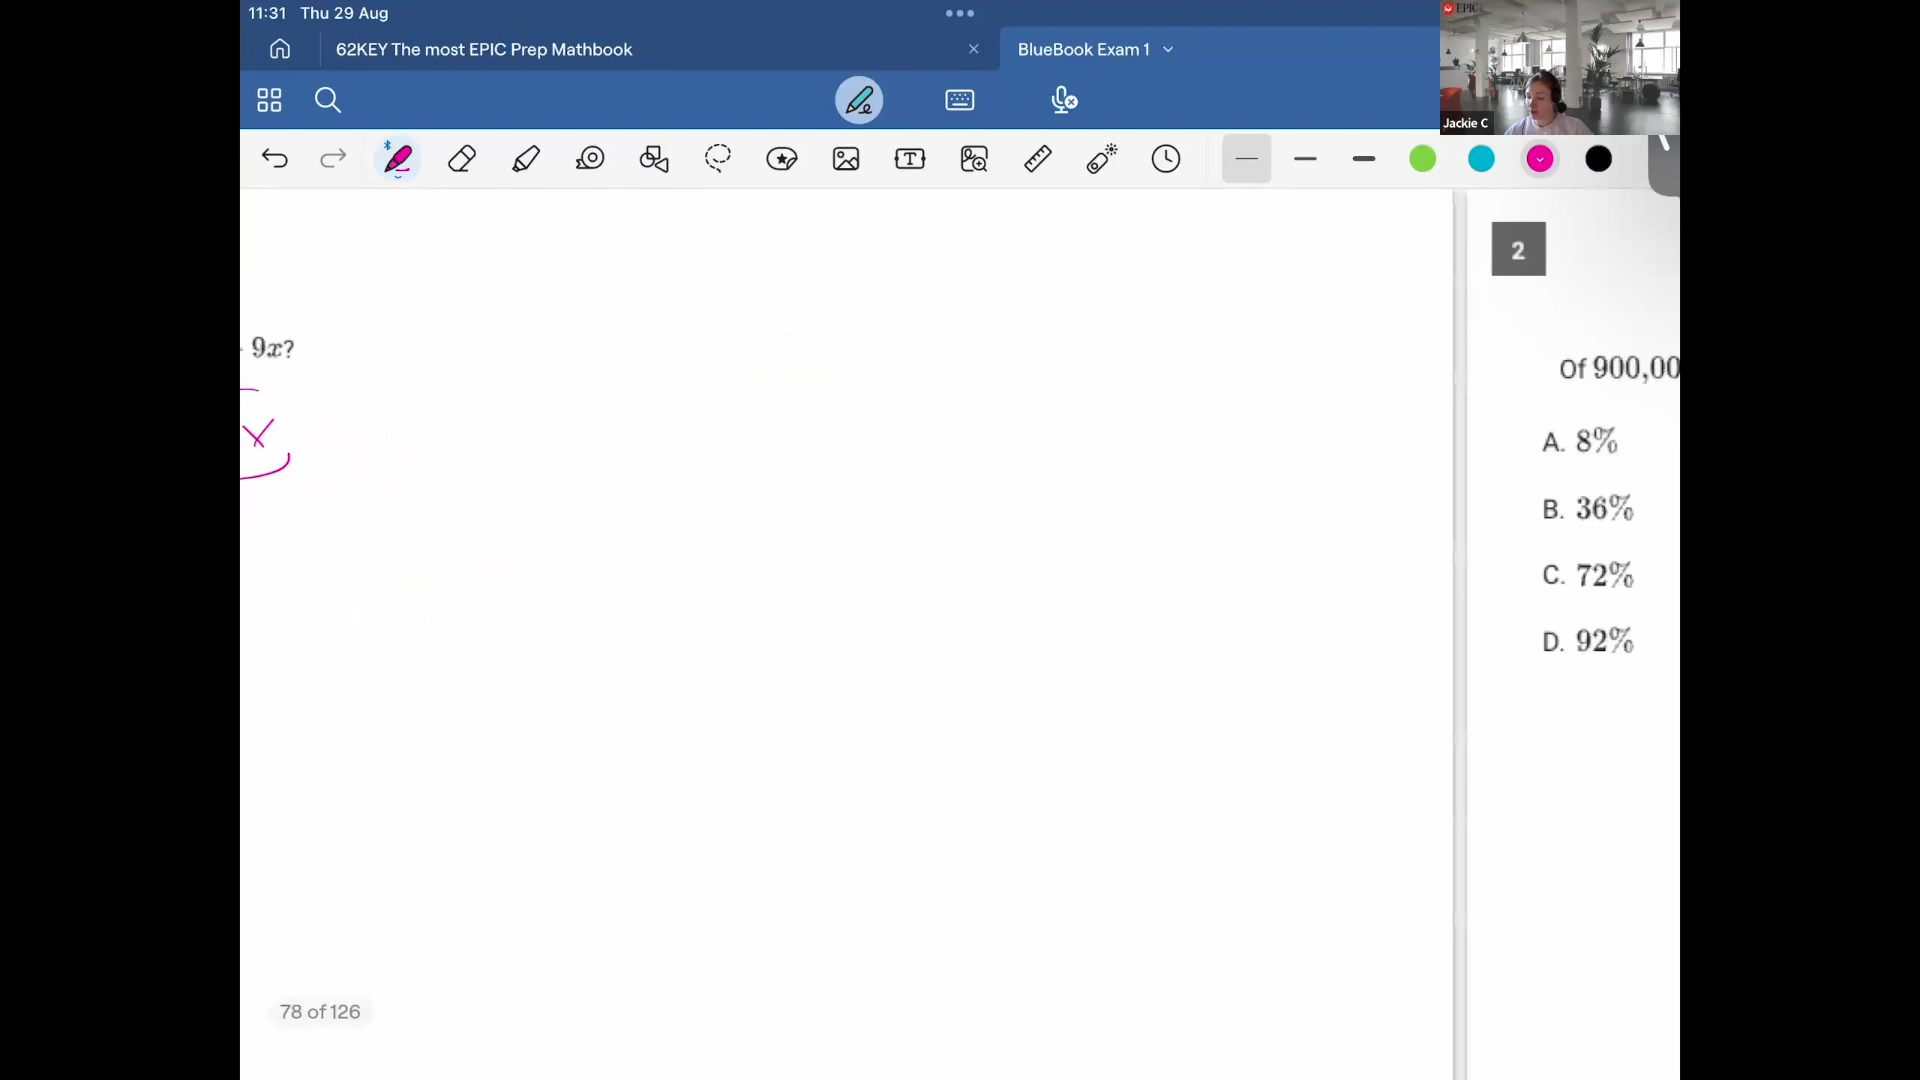 11:31 Thu 29 Aug
62KEY The most EPIC Prep Mathbook
BlueBook Exam 1
EPIC
Jackie C
9x?
x
2
Of 900,00
A. 8%
B. 36%
C. 72%
D. 92%
78 of 126